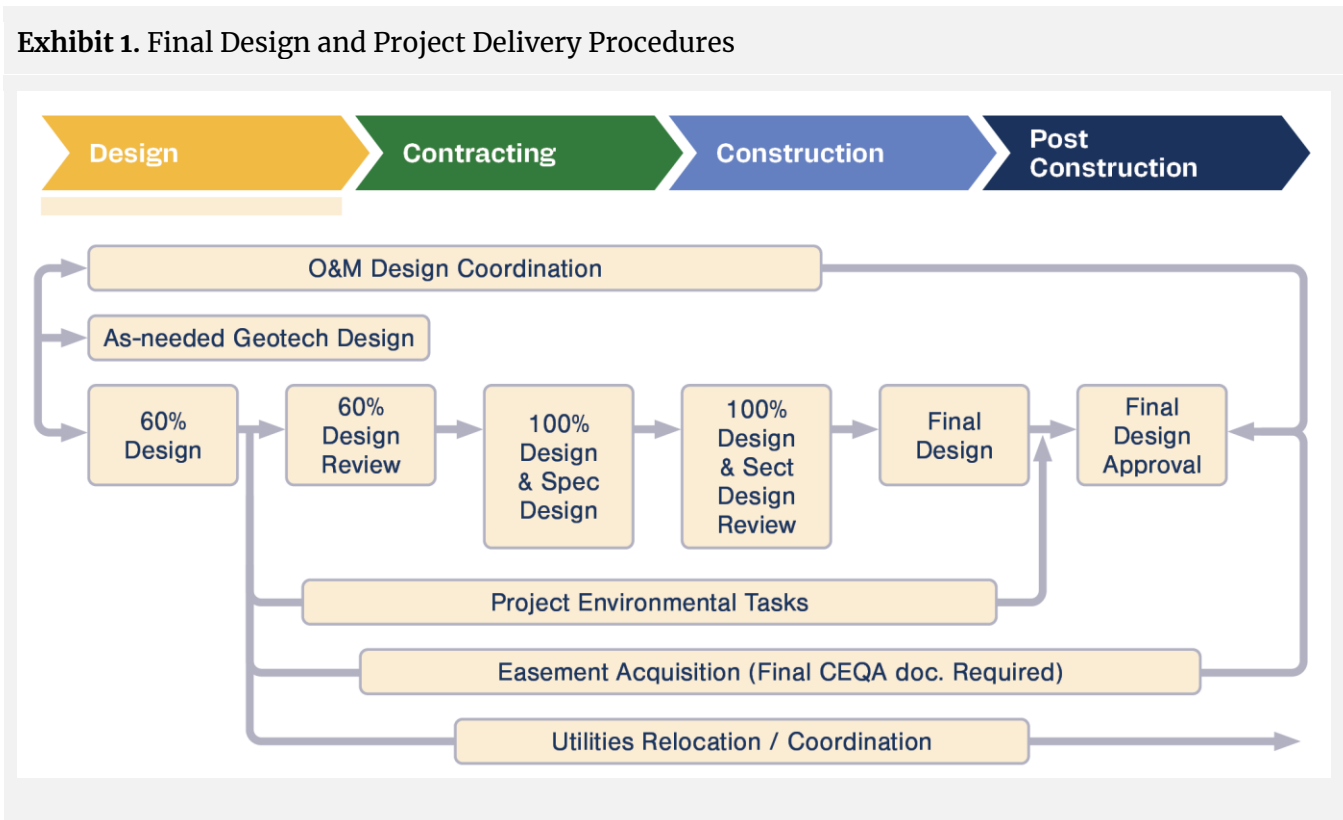 Exhibit 1. Final Design and Project Delivery Procedures
Design
Contracting
Construction
Post
Construction
O&M Design Coordination
As-needed Geotech Design
60%
Design
60%
Design
Review
100%
Design
& Spec
Design
100%
Design
& Sect
Design
Review
Final
Design
Final
Design
Approval
Project Environmental Tasks
Easement Acquisition (Final CEQA doc. Required)
Utilities Relocation / Coordination